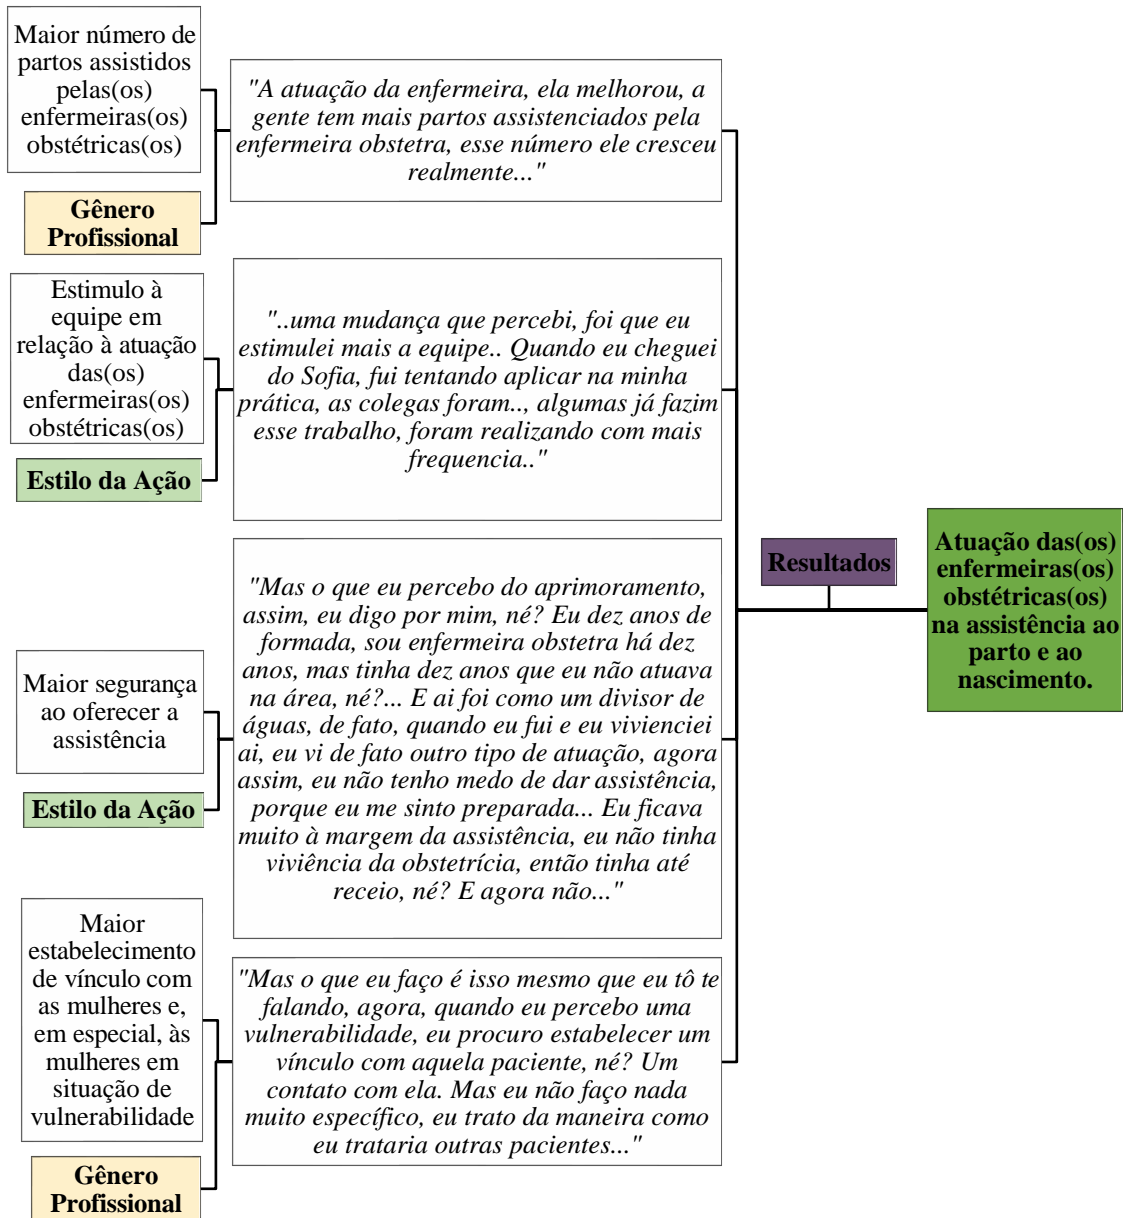 Maior número de
partos assistidos
pelas(os)
enfermeiras(os)
obstétricas(os)
Gênero
Profissional
"A atuação da enfermeira, ela melhorou, a
gente tem mais partos assistenciados pela
enfermeira obstetra, esse número ele cresceu
realmente..."
Estimulo à
equipe em
relação à atuação
das(os)
enfermeiras(os)
obstétricas(os)
Estilo da Ação
"..uma mudança que percebi, foi que eu
estimulei mais a equipe.. Quando eu cheguei
do Sofia, fui tentando aplicar na minha
prática, as colegas foram.., algumas já fazim
esse trabalho, foram realizando com mais
frequencia.."
Maior segurança
ao oferecer a
assistência
Estilo da Ação
"Mas o que eu percebo do aprimoramento,
assim, eu digo por mim, né? Eu dez anos de
formada, sou enfermeira obstetra há dez
anos, mas tinha dez anos que eu não atuava
na área, né?... E ai foi como um divisor de
águas, de fato, quando eu fui e eu vivienciei
ai, eu vi de fato outro tipo de atuação, agora
assim, eu não tenho medo de dar assistência,
porque eu me sinto preparada... Eu ficava
muito à margem da assistência, eu não tinha
viviência da obstetrícia, então tinha até
receio, né? E agora não..."
Maior
estabelecimento
de vínculo com
as mulheres e,
em especial, às
mulheres em
situação de
vulnerabilidade
Gênero
Profissional
"Mas o que eu faço é isso mesmo que eu tô te
falando, agora, quando eu percebo uma
vulnerabilidade, eu procuro estabelecer um
vínculo com aquela paciente, né? Um
contato com ela. Mas eu não faço nada
muito específico, eu trato da maneira como
eu trataria outras pacientes..."
Resultados
Atuação das(os)
enfermeiras(os)
obstétricas(os)
na assistência ao
parto e ao
nascimento.